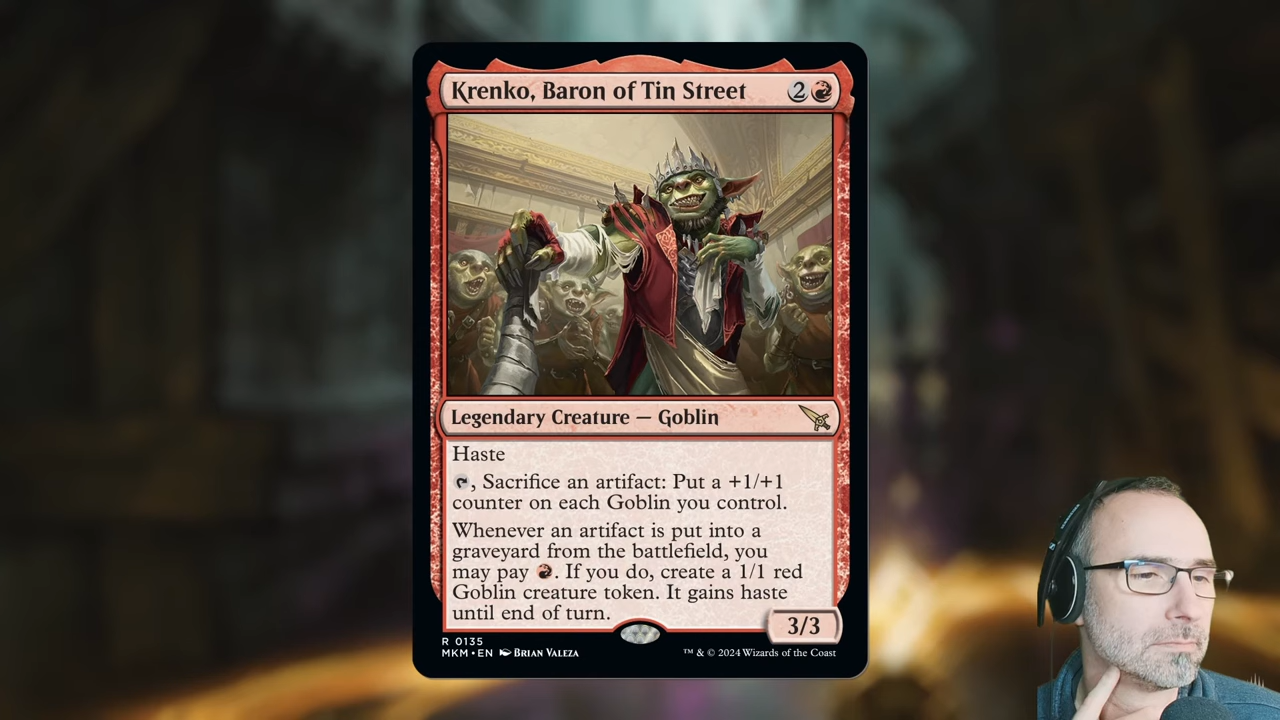 Krenko, Baron of Tin Street 2
Legendary Creature — Goblin
Haste
, Sacrifice an artifact: Put a +1/+1
counter on each Goblin you control.
Whenever an artifact is put into a
graveyard from the battlefield, you
may pay . If you do, create a 1/1 red
Goblin creature token. It gains haste
until end of turn.
3/3
R 0135
MKM • EN Brian Valeza ™ & © 2024 Wizards of the Coast